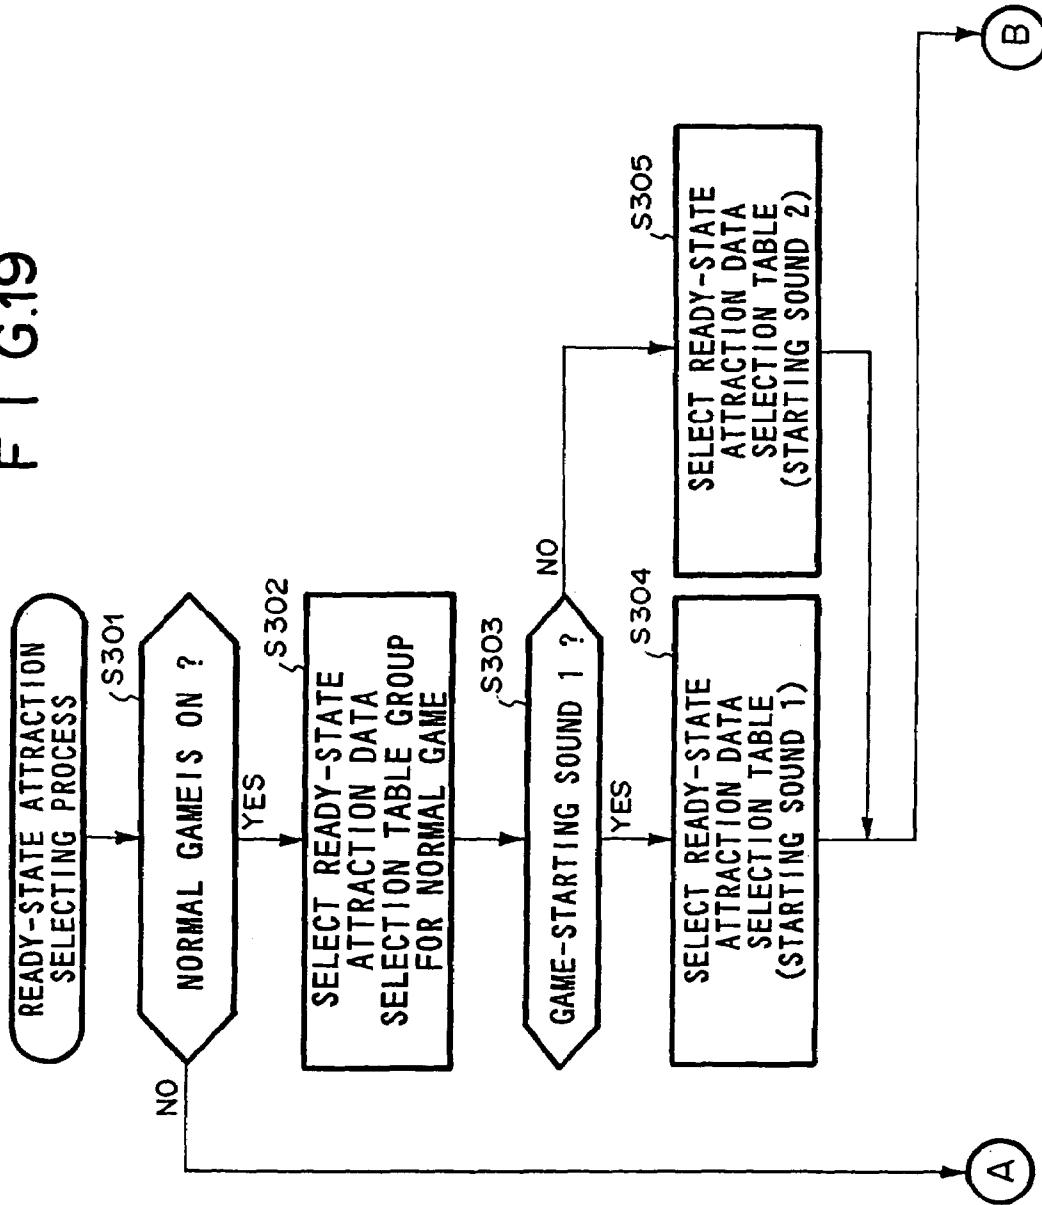 F I G.19
READY-STATE ATTRACTION
SELECTING PROCESS
S301
NORMAL GAMEIS ON ?
NO
YES
S302
SELECT READY-STATE
ATTRACTION DATA
SELECTION TABLE GROUP
FOR NORMAL GAME
S303
GAME-STARTING SOUND 1 ?
NO
YES
S304
SELECT READY-STATE
ATTRACTION DATA
SELECTION TABLE
(STARTING SOUND 1)
S305
SELECT READY-STATE
ATTRACTION DATA
SELECTION TABLE
(STARTING SOUND 2)
A
B